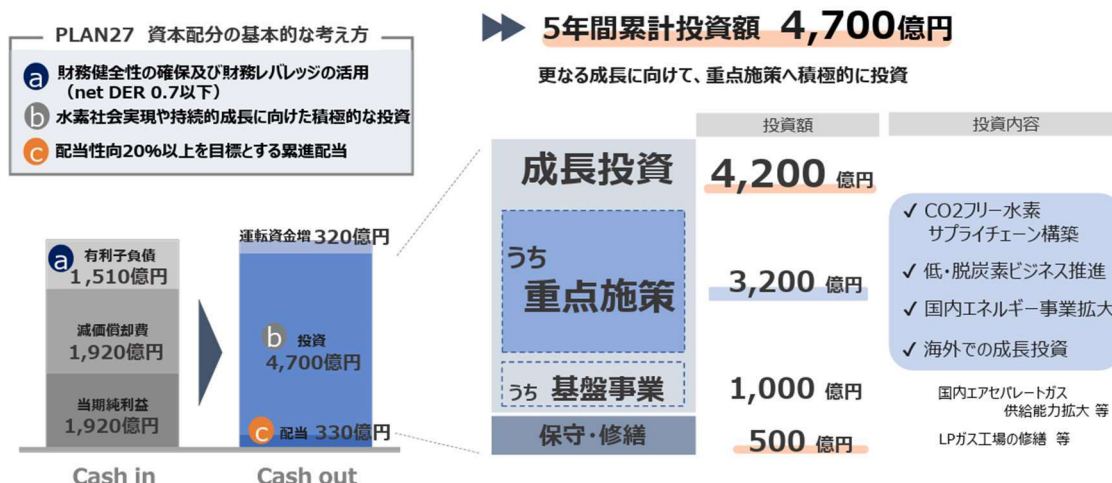 PLAN27 資本配分の基本的な考え方
a 財務健全性の確保及び財務レバレッジの活用
（net DER 0.7以下）
b 水素社会実現や持続的成長に向けた積極的な投資
c 配当性向20%以上を目標とする累進配当
5年間累計投資額 4,700億円
更なる成長に向けて、重点施策へ積極的に投資
a 有利子負債
1,510億円
減価償却費
1,920億円
当期純利益
1,920億円
Cash in
運転資金増 320億円
b 投資
4,700億円
c 配当 330億円
Cash out
投資額 投資内容
成長投資 4,200 億円
うち
重点施策 3,200 億円
✓ CO2フリー水素
サプライチェーン構築
✓ 低・脱炭素ビジネス推進
✓ 国内エネルギー事業拡大
✓ 海外での成長投資
うち 基盤事業 1,000 億円
国内エアセパレートガス
供給能力拡大 等
保守・修繕 500 億円 LPガス工場の修繕 等